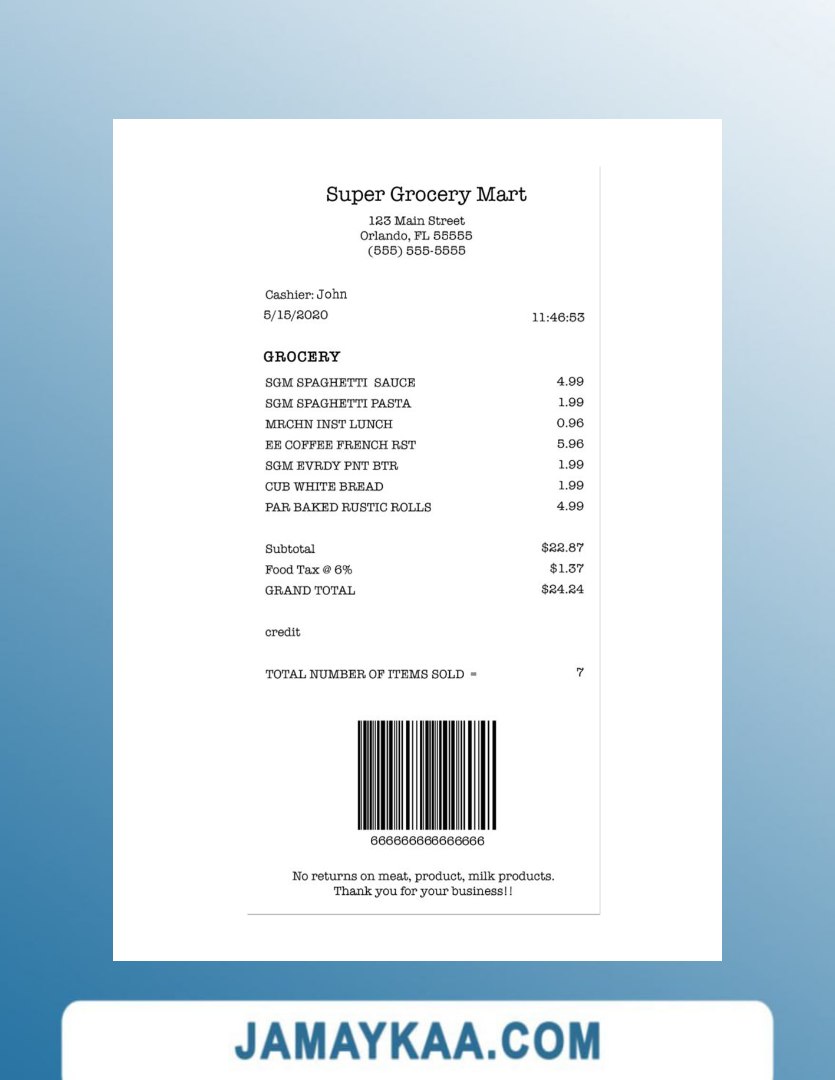 Super Grocery Mart
123 Main Street
Orlando, FL 55555
(555) 555-5555
Cashier: John
5/15/2020 11:46:53
GROCERY
SGM SPAGHETTI SAUCE 4.99
SGM SPAGHETTI PASTA 1.99
MRCHN INST LUNCH 0.96
EE COFFEE FRENCH RST 5.96
SGM EVRDY PNT BTR 1.99
CUB WHITE BREAD 1.99
PAR BAKED RUSTIC ROLLS 4.99
Subtotal $22.87
Food Tax @ 6% $1.37
GRAND TOTAL $24.24
credit
TOTAL NUMBER OF ITEMS SOLD = 7
666666666666666
No returns on meat, product, milk products.
Thank you for your business!!
JAMAYKAA.COM